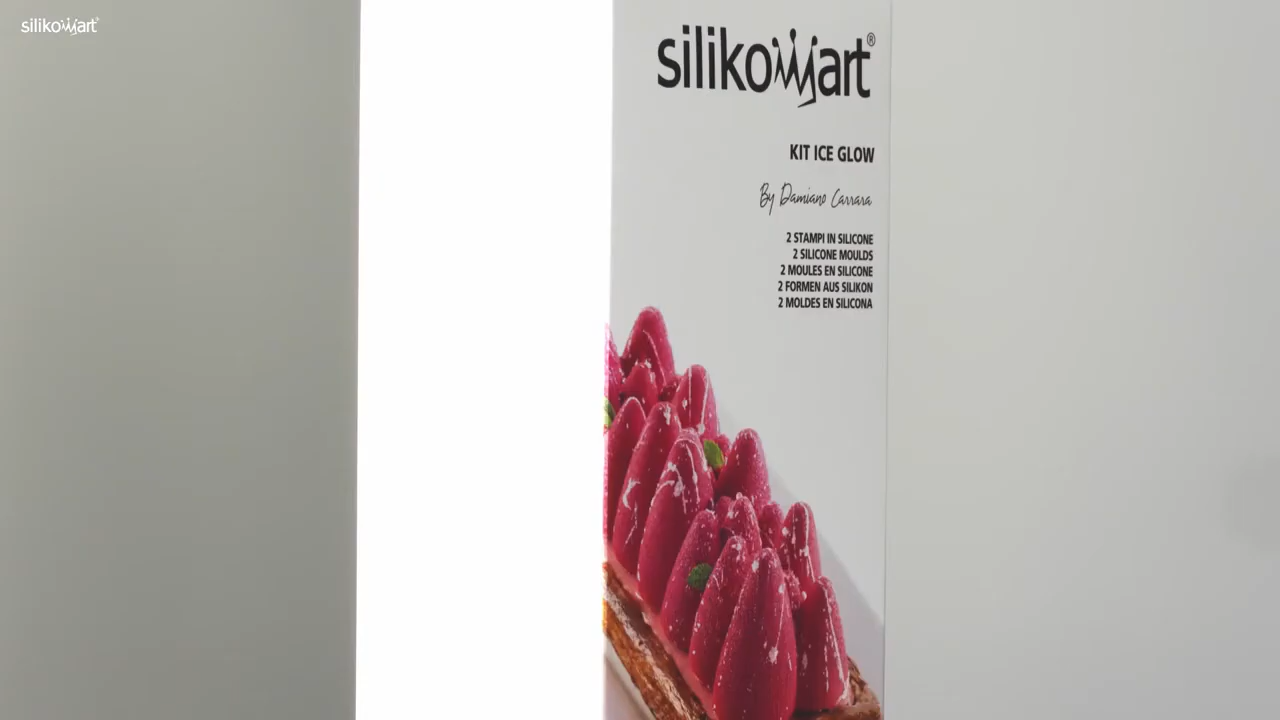 silikomart
silikomart®
KIT ICE GLOW
By Damiano Carrara
2 STAMPI IN SILICONE
2 SILICONE MOULDS
2 MOULES EN SILICONE
2 FORMEN AUS SILIKON
2 MOLDES EN SILICONA